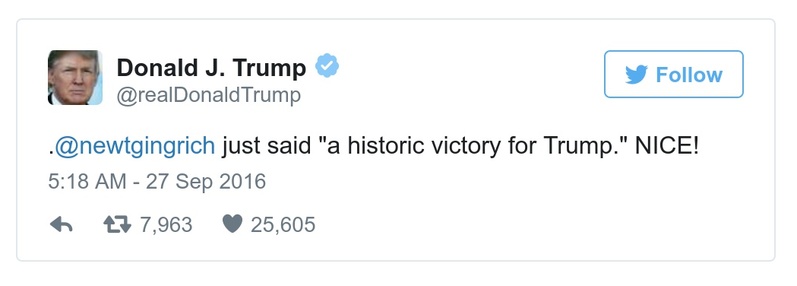 Donald J. Trump
@realDonaldTrump
Follow
.@newtgingrich just said "a historic victory for Trump." NICE!
5:18 AM - 27 Sep 2016
7,963 25,605